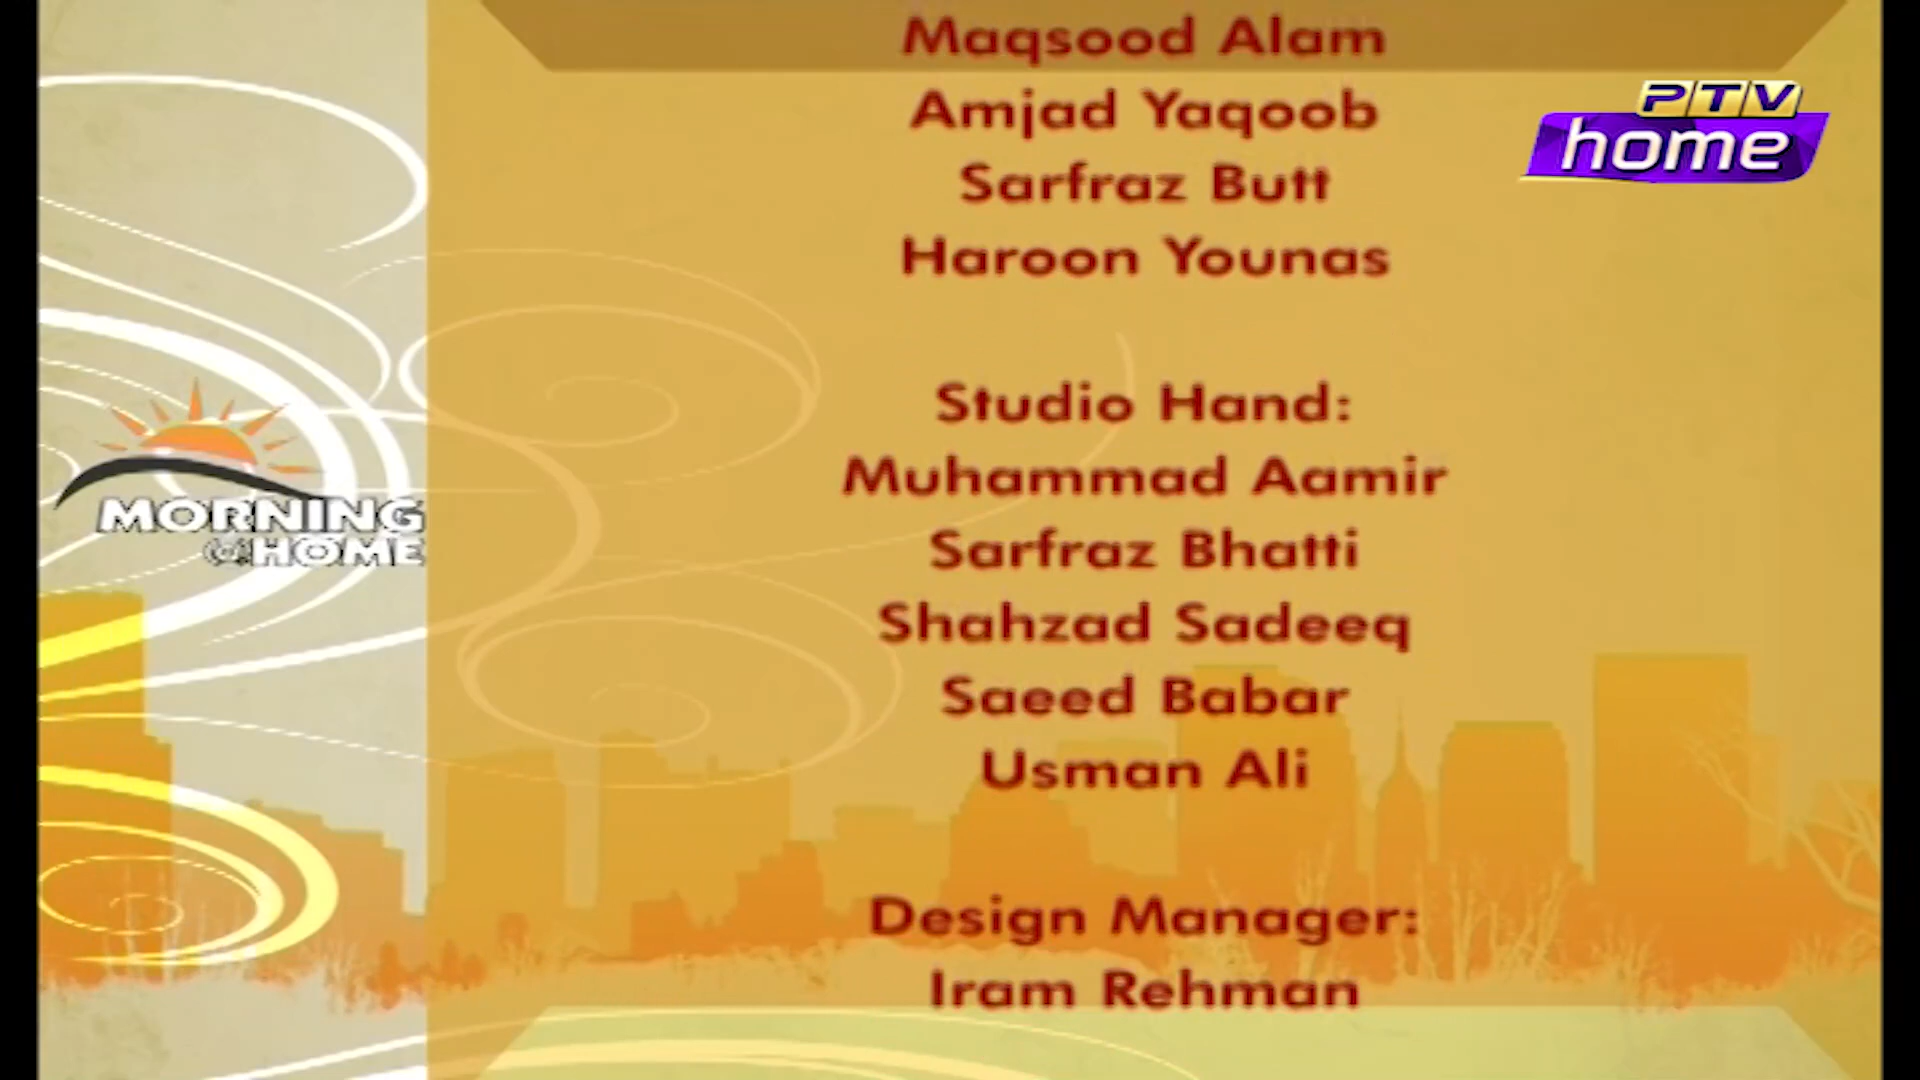 Maqsood Alam
Amjad Yaqoob
Sarfraz Butt
Haroon Younas
Studio Hand:
Muhammad Aamir
Sarfraz Bhatti
Shahzad Sadeeq
Saeed Babar
Usman Ali
Design Manager:
Iram Rehman
PTV
home
MORNING
@HOME